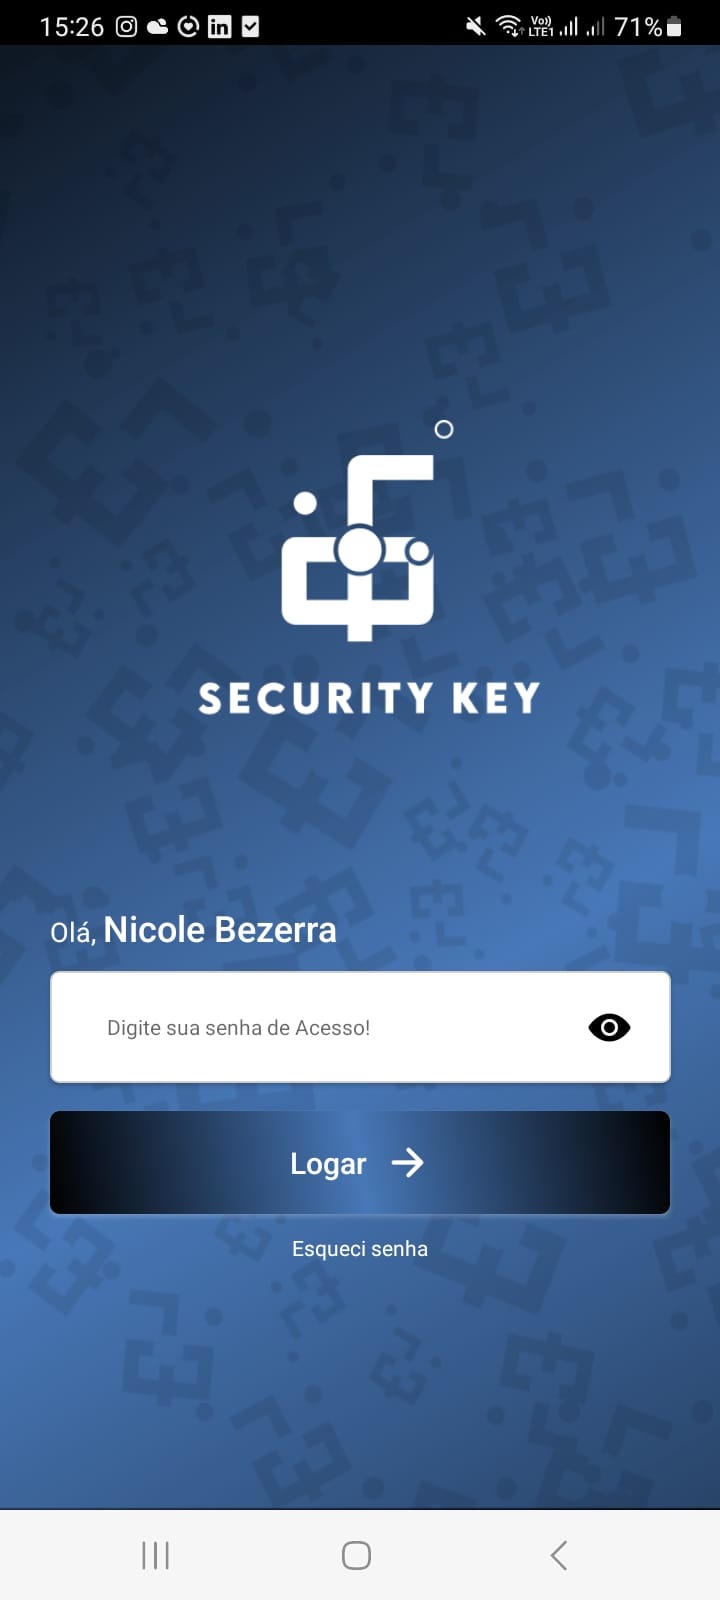 15:26 Vo)) LTE1 71%
SECURITY KEY
Olá, Nicole Bezerra
Digite sua senha de Acesso!
Logar →
Esqueci senha